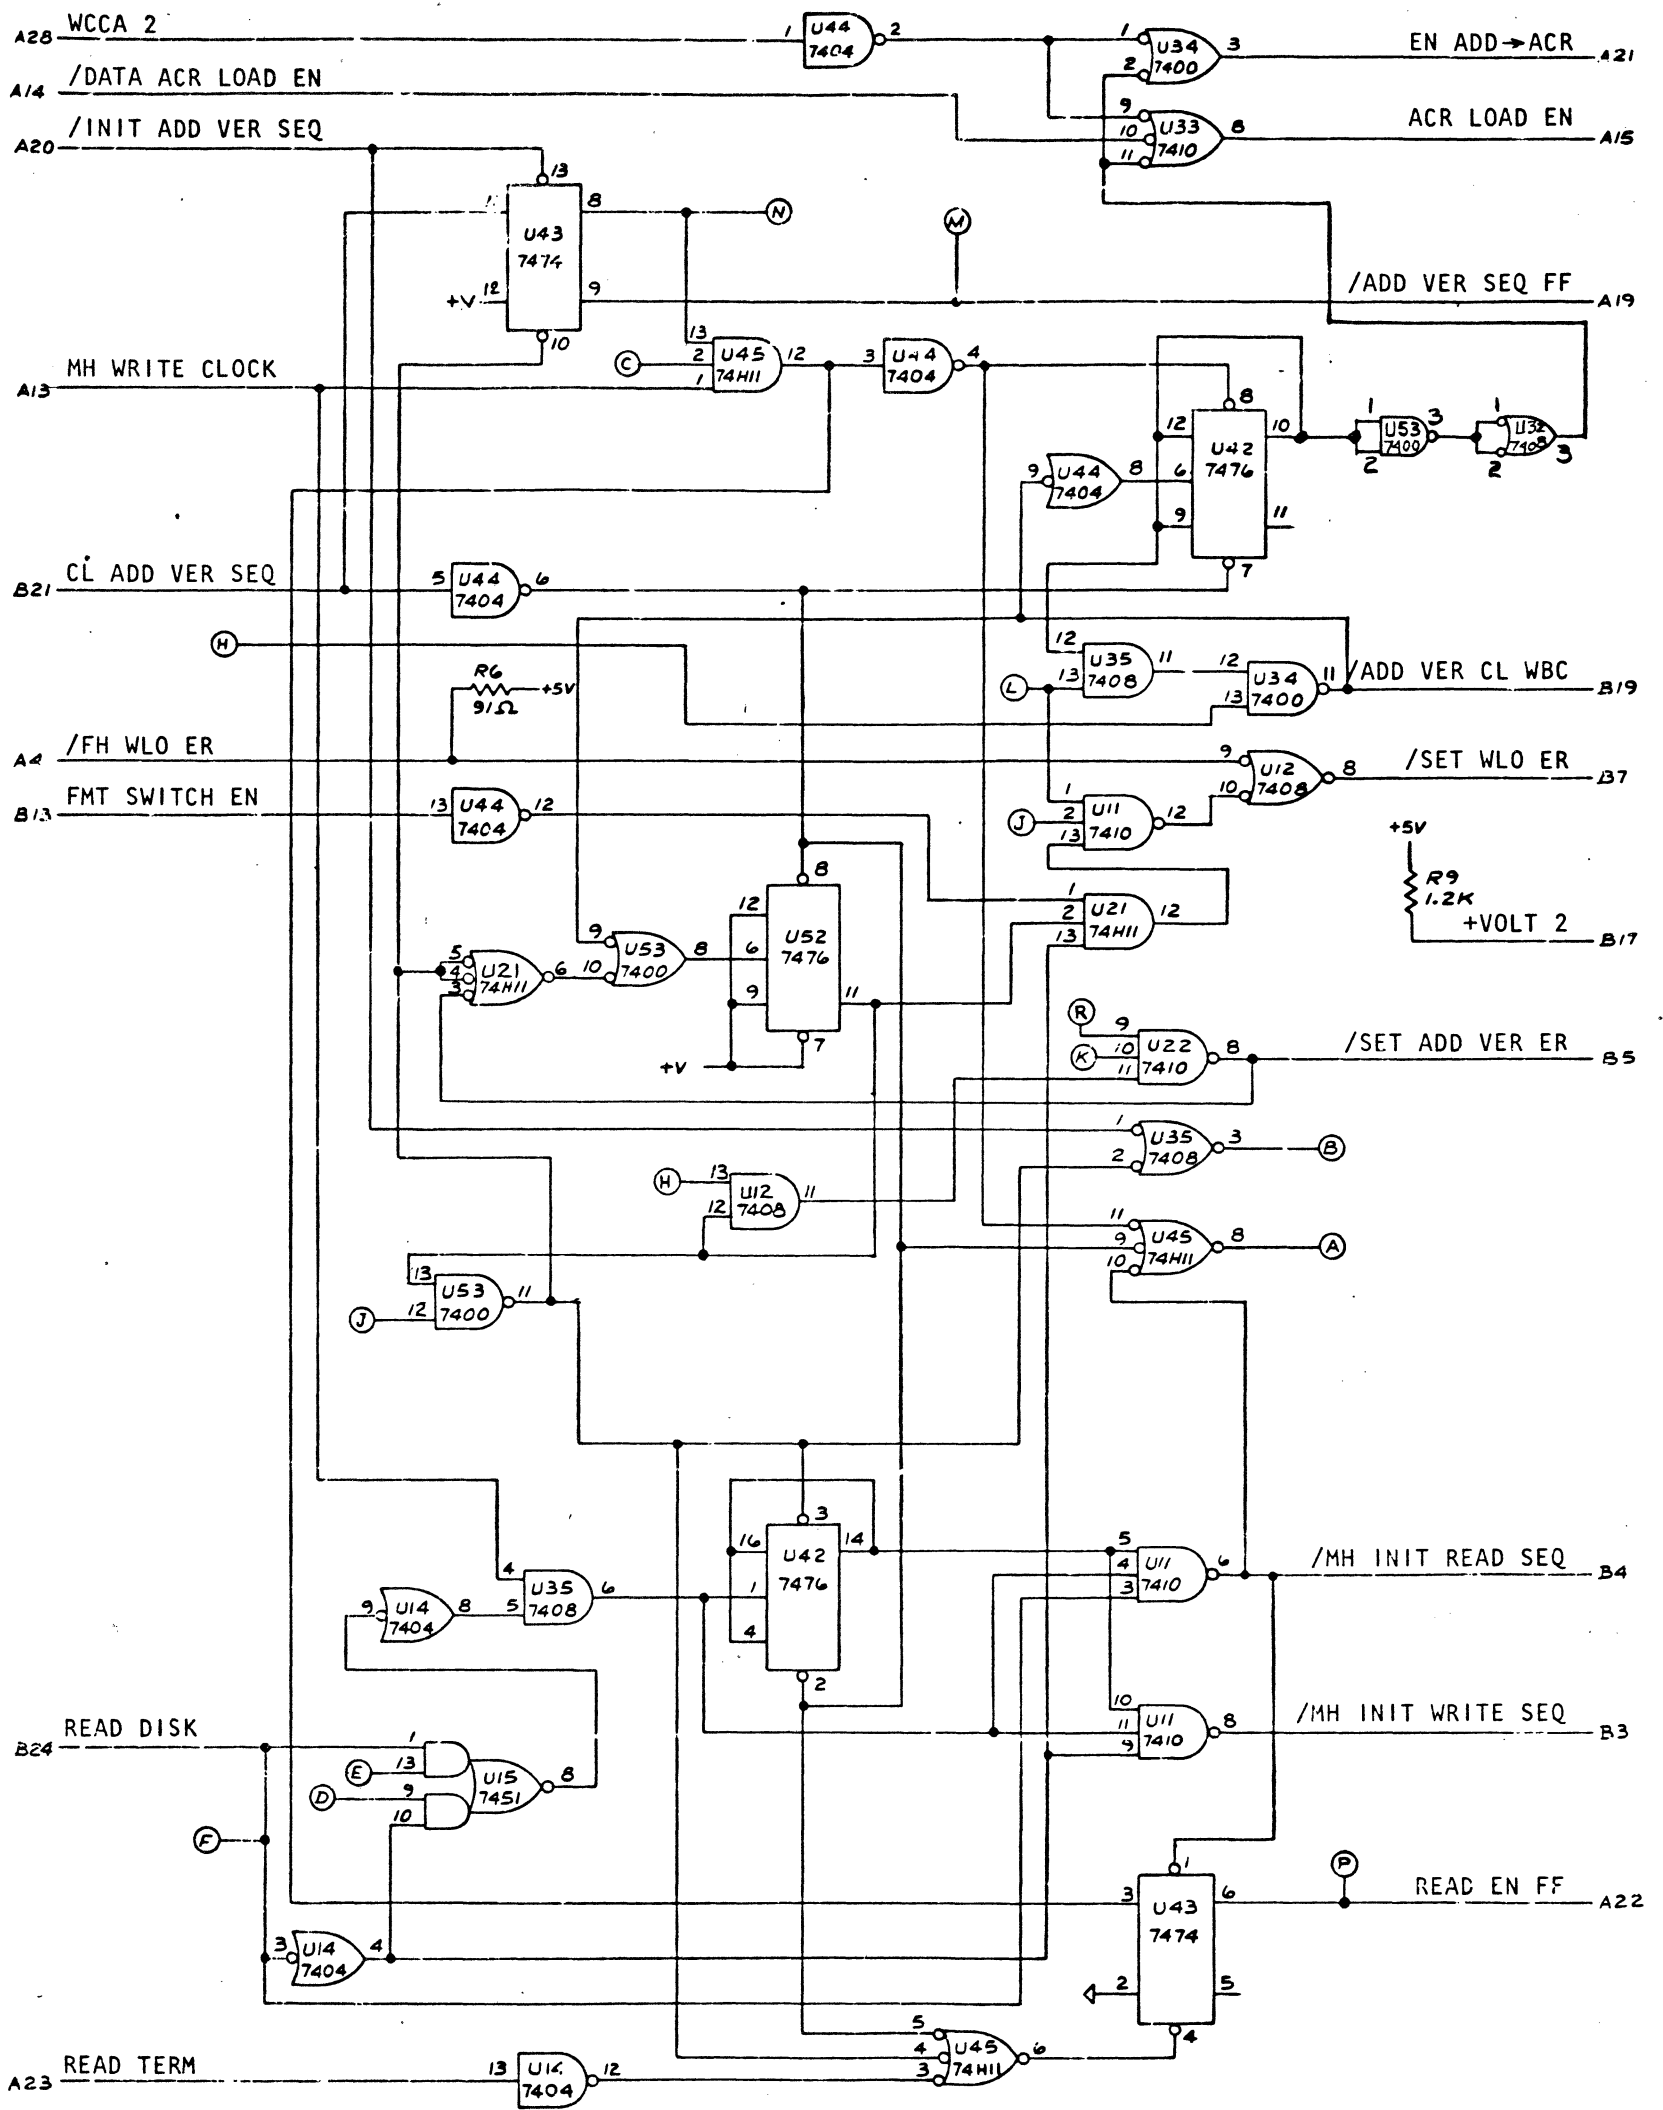 A28 WCCA 2
1 U44 7404 2
1 U34 7400 3
2
EN ADD→ACR A21
A14 /DATA ACR LOAD EN
9 U33 7410 8
10
11
ACR LOAD EN A15
A20 /INIT ADD VER SEQ
13
U43 7474 8
N
M
+V 12
9
10
/ADD VER SEQ FF A19
A13 MH WRITE CLOCK
13
C 2 U45 74H11 12
1
3 U44 7404 4
8
12 U42 7476 10
6
9
11
7
1 U53 7400 3
2
1 U32 7408 3
2
9 U44 7404 8
B21 CL ADD VER SEQ
5 U44 7404 6
H
R6
91Ω
+5V
12 U35 7408 11
L 13
12 U34 7400 11
13
/ADD VER CL WBC B19
A4 /FH WLO ER
9 U12 7408 8
10
/SET WLO ER B7
B13 FMT SWITCH EN
13 U44 7404 12
1 U11 7410 12
J 2
13
+5V
R9
1.2K
+VOLT 2 B17
8
12 U52 7476
6
9 11
7
+V
1 U21 74H11 12
2
13
5 U21 74H11 6
4
3
9 U53 7400 8
10
R 9 U22 7410 8
K 10
11
/SET ADD VER ER B5
1 U35 7408 3 B
2
H 13 U12 7408 11
12
11 U45 74H11 8 A
9
10
13 U53 7400 11
J 12
3
16 U42 7476 14
1
4
2
4 U35 7408 6
5
9 U14 7404 8
5 U11 7410 6
4
3
/MH INIT READ SEQ B4
10 U11 7410 8
11
9
/MH INIT WRITE SEQ B3
B24 READ DISK
1
E 13 U15 7451 8
D 9
10
F
1
3 U43 7474 6
2 5
4
P
READ EN FF A22
3 U14 7404 4
5 U45 74H11 6
4
3
A23 READ TERM
13 U14 7404 12